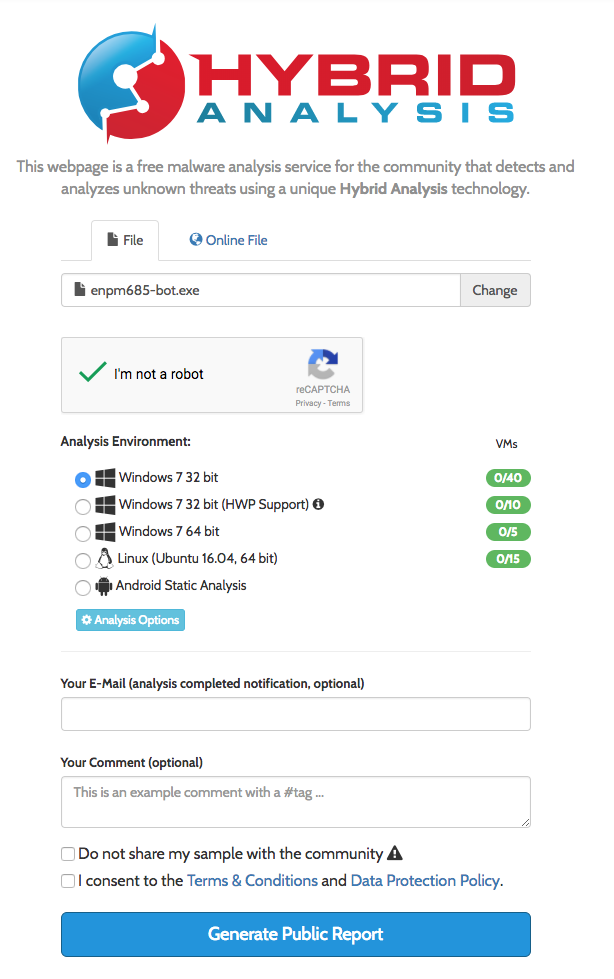 HYBRID
ANALYSIS
This webpage is a free malware analysis service for the community that detects and
analyzes unknown threats using a unique Hybrid Analysis technology.
File
Online File
enpm685-bot.exe
Change
I'm not a robot
reCAPTCHA
Privacy - Terms
Analysis Environment:
VMs
Windows 7 32 bit
0/40
Windows 7 32 bit (HWP Support)
0/10
Windows 7 64 bit
0/5
Linux (Ubuntu 16.04, 64 bit)
0/15
Android Static Analysis
Analysis Options
Your E-Mail (analysis completed notification, optional)
Your Comment (optional)
This is an example comment with a #tag ...
Do not share my sample with the community
I consent to the Terms & Conditions and Data Protection Policy.
Generate Public Report